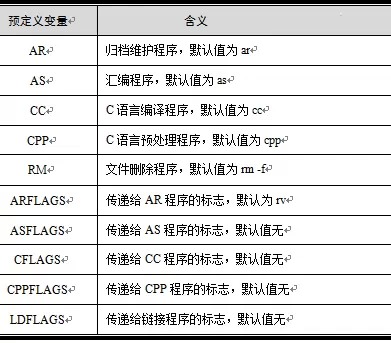 预定义变量 含义
AR 归档维护程序，默认值为 ar
AS 汇编程序，默认值为 as
CC C 语言编译程序，默认值为 cc
CPP C 语言预处理程序，默认值为 cpp
RM 文件删除程序，默认值为 rm -f
ARFLAGS 传递给 AR 程序的标志，默认为 rv
ASFLAGS 传递给 AS 程序的标志，默认值无
CFLAGS 传递给 CC 程序的标志，默认值无
CPPFLAGS 传递给 CPP 程序的标志，默认值无
LDFLAGS 传递给链接程序的标志，默认值无